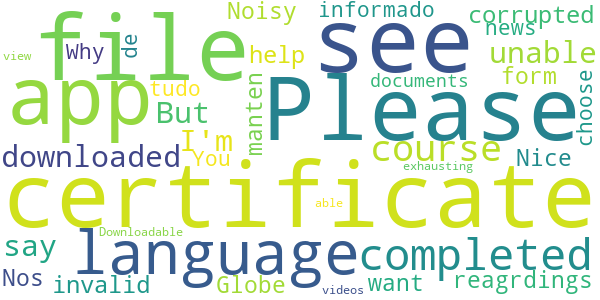 Noisy informado corrupted
file see news
Why de help unable
view
app Please documents form choose
tudo manten
But
I'm course
downloaded You Nice
exhausting
certificate
able
Downloadable
say language completed
Nos invalid Globe videos want reagrdings